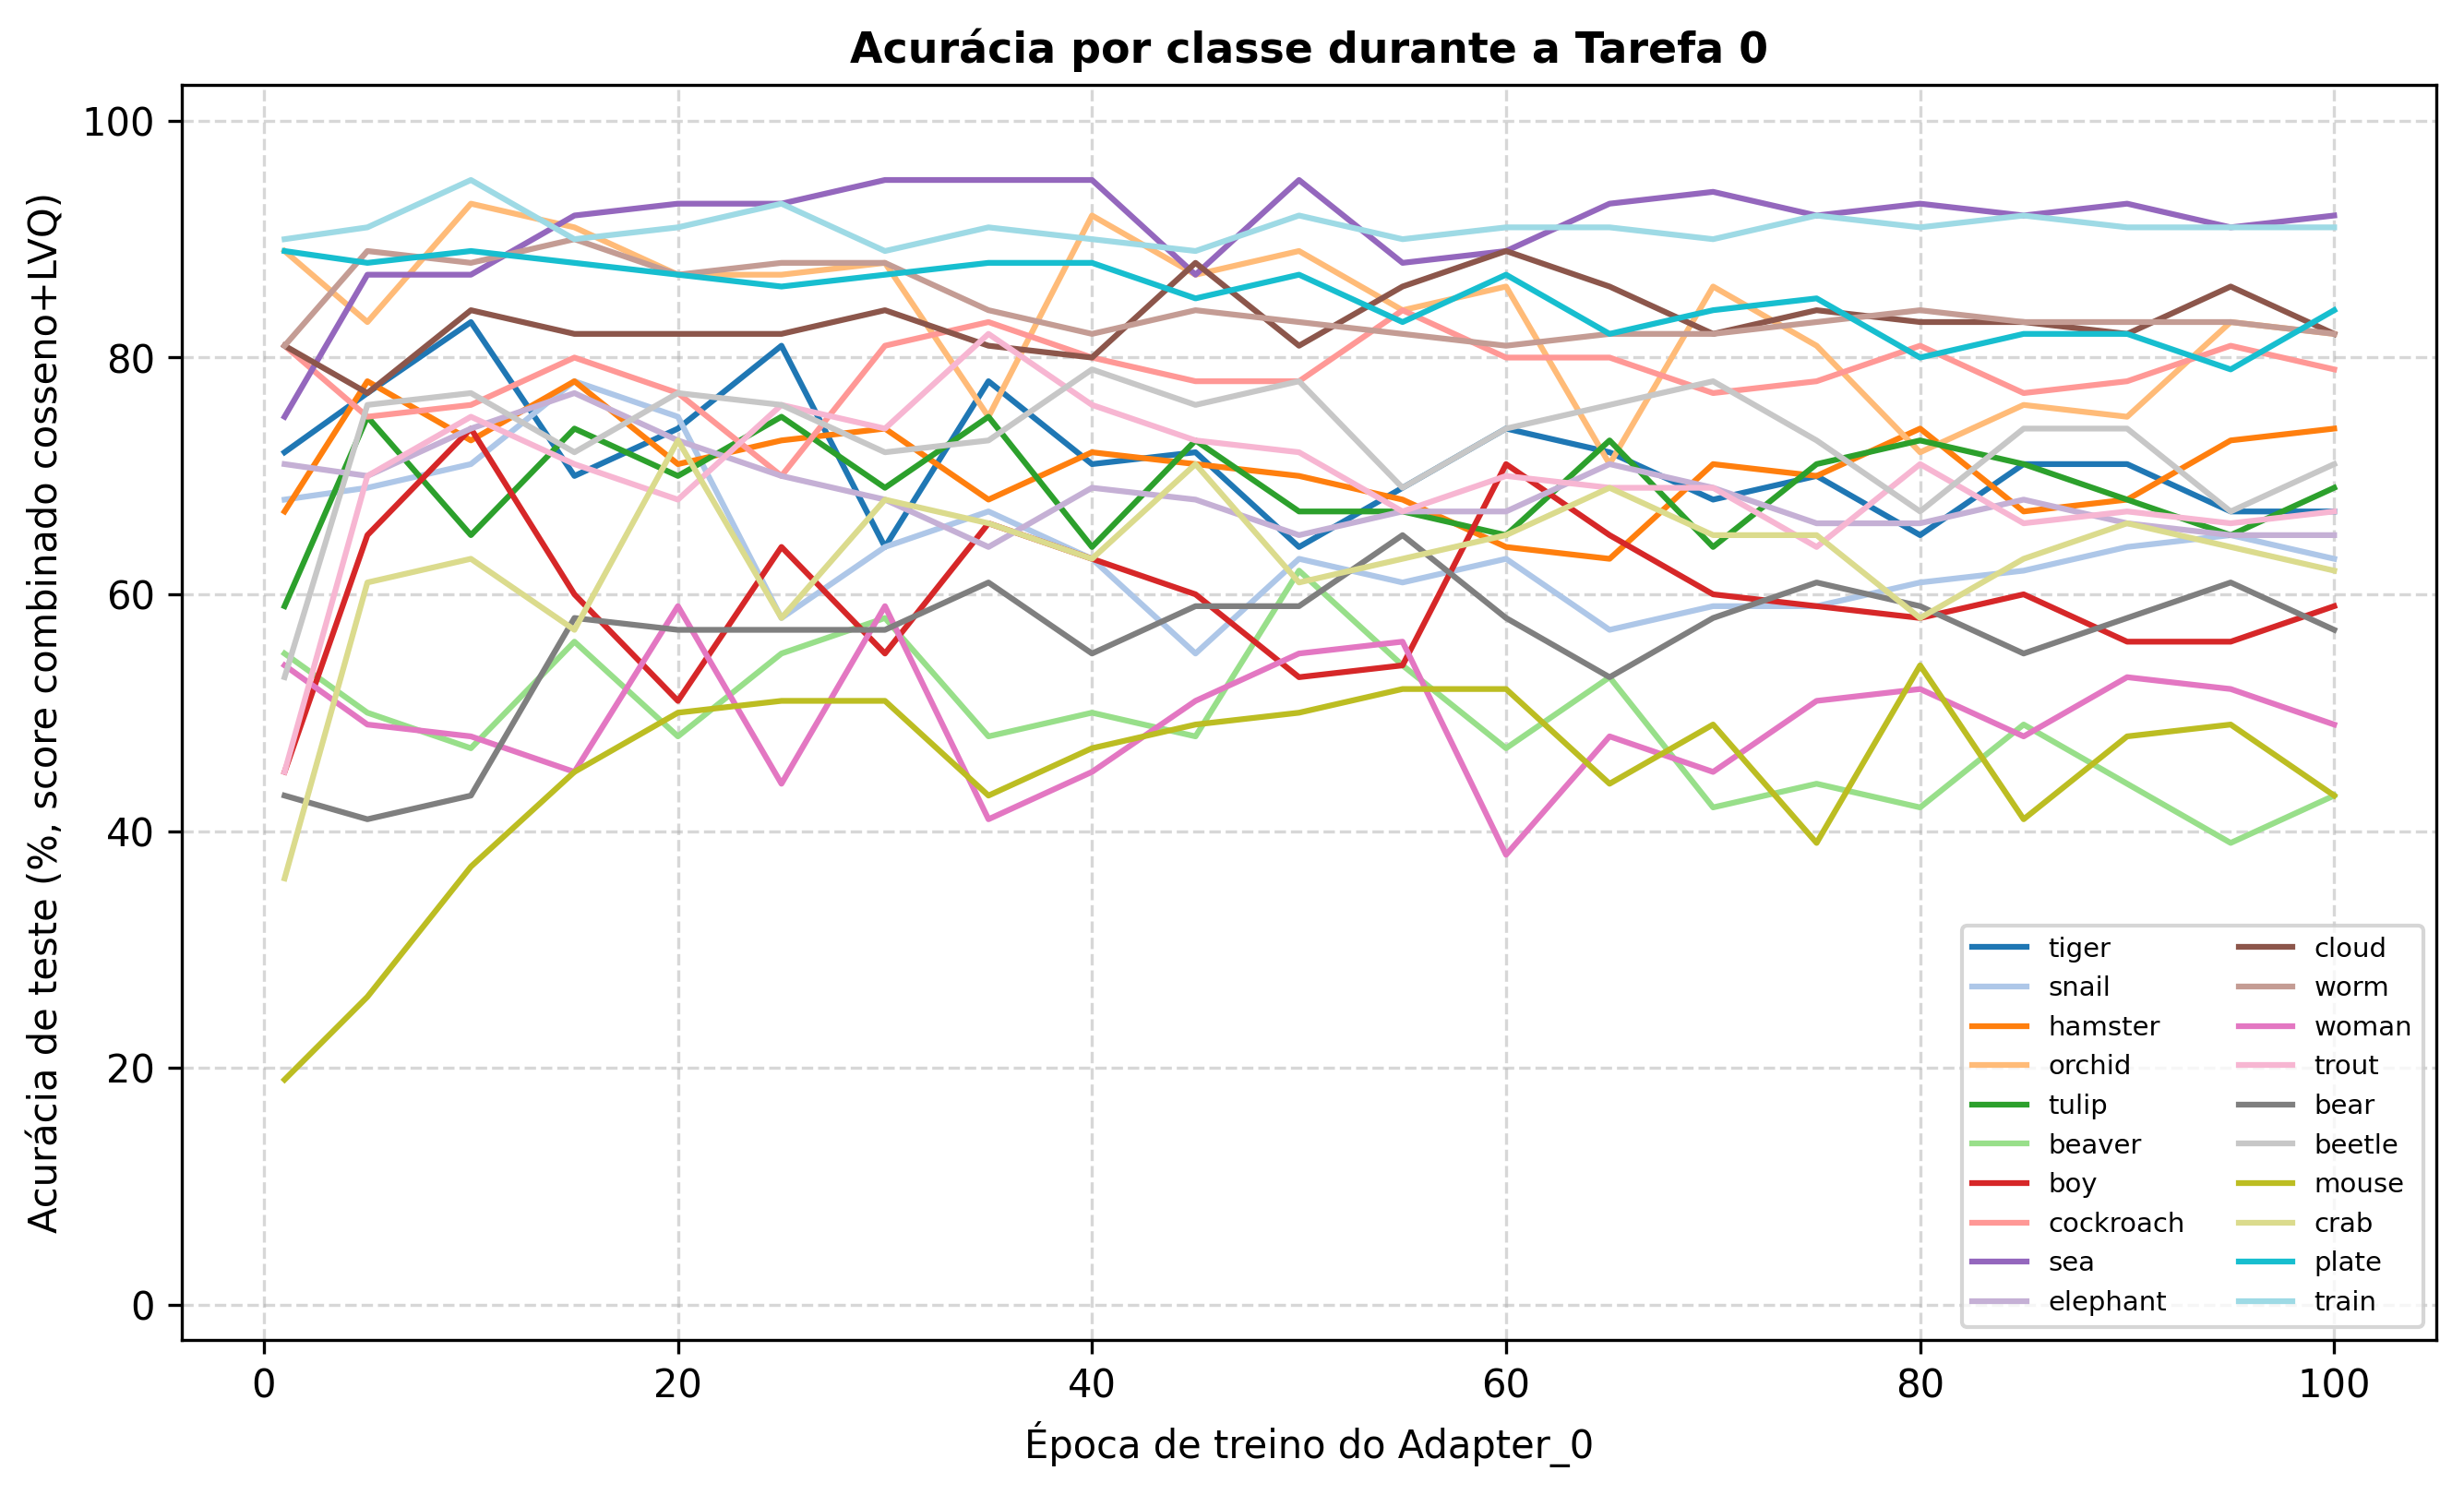 Acurácia por classe durante a Tarefa 0
Acurácia de teste (%, score combinado cosseno+LVQ)
100
80
60
40
20
0
0 20 40 60 80 100
Época de treino do Adapter_0
tiger
snail
hamster
orchid
tulip
beaver
boy
cockroach
sea
elephant
cloud
worm
woman
trout
bear
beetle
mouse
crab
plate
train